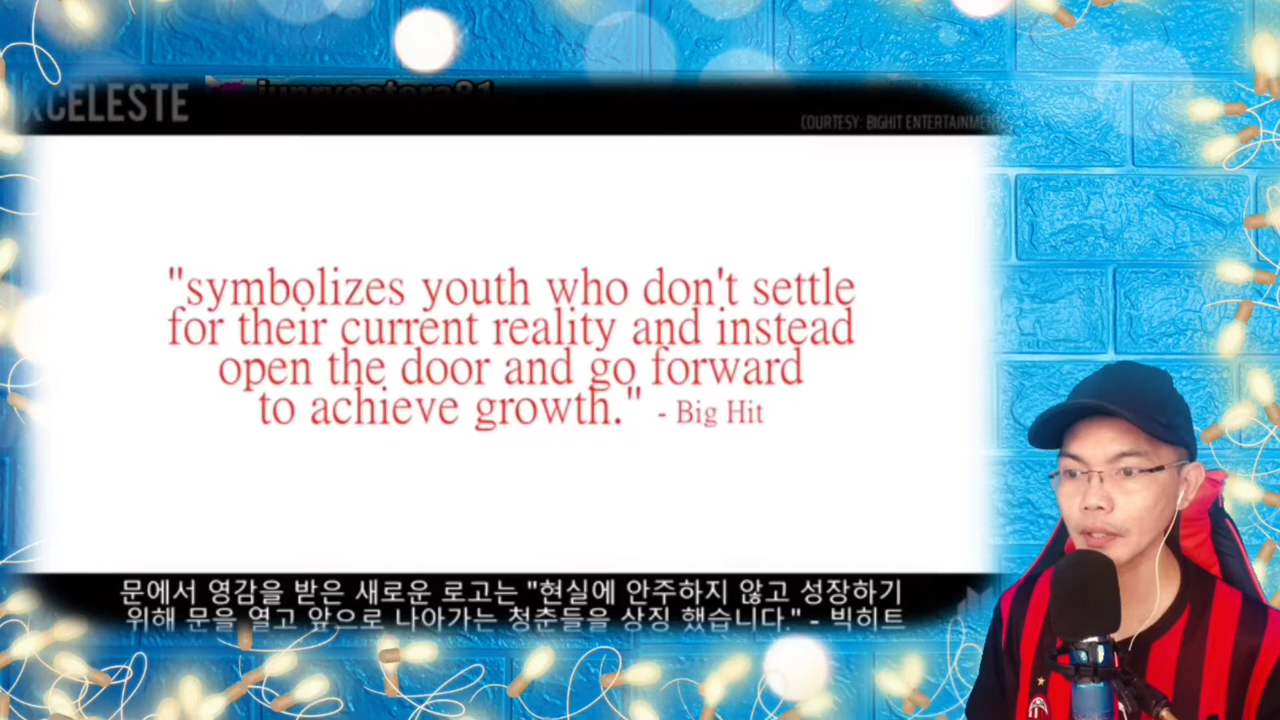 CELESTE
COURTESY: BIGHIT ENTERTAINMENT
"symbolizes youth who don't settle
for their current reality and instead
open the door and go forward
to achieve growth." - Big Hit
문에서 영감을 받은 새로운 로고는 "현실에 안주하지 않고 성장하기
위해 문을 열고 앞으로 나아가는 청춘들을 상징 했습니다." - 빅히트